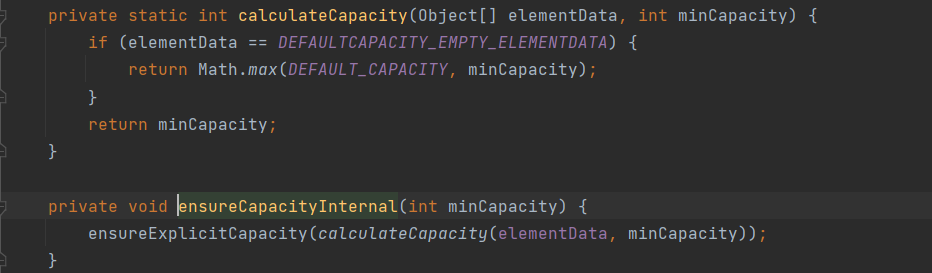 private static int calculateCapacity(Object[] elementData, int minCapacity) {
if (elementData == DEFAULTCAPACITY_EMPTY_ELEMENTDATA) {
return Math.max(DEFAULT_CAPACITY, minCapacity);
}
return minCapacity;
}
private void ensureCapacityInternal(int minCapacity) {
ensureExplicitCapacity(calculateCapacity(elementData, minCapacity));
}